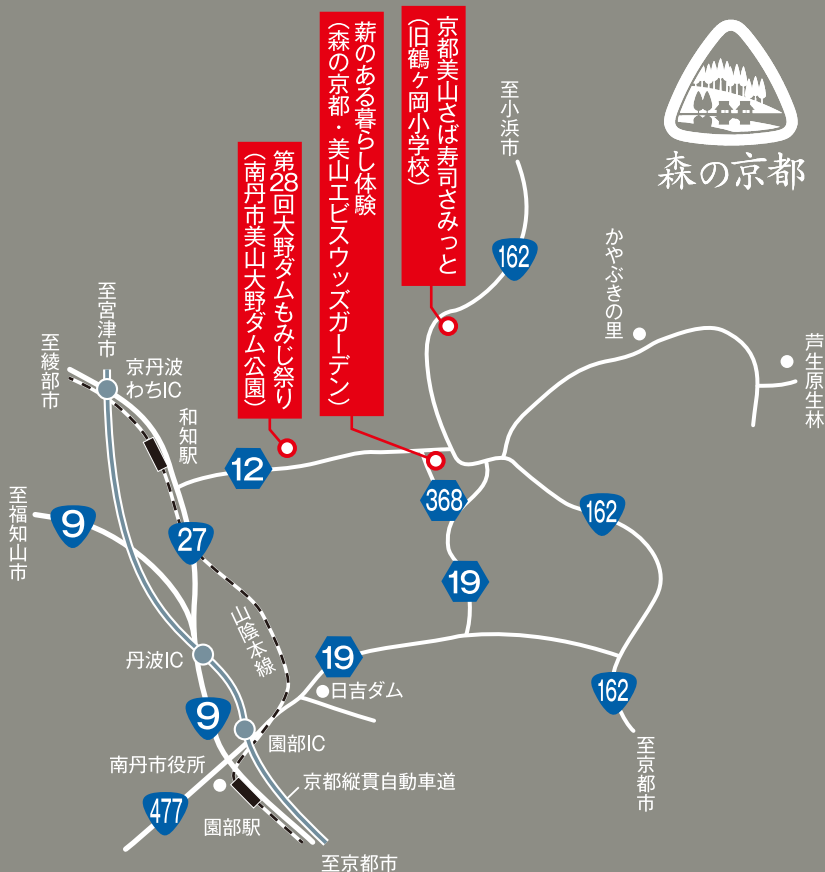 京都美山さば寿司さみっと
（旧鶴ヶ岡小学校）
薪のある暮らし体験
（森の京都・美山エビスウッズガーデン）
第28回大野ダムもみじ祭り
（南丹市美山大野ダム公園）
森の京都
至小浜市
162
かやぶきの里
芦生原生林
至宮津市
至綾部市
京丹波
わちIC
和知駅
12
368
162
至福知山市
9
27
19
山陰本線
丹波IC
19
日吉ダム
162
9
園部IC
至京都市
南丹市役所
京都縦貫自動車道
477
園部駅
至京都市